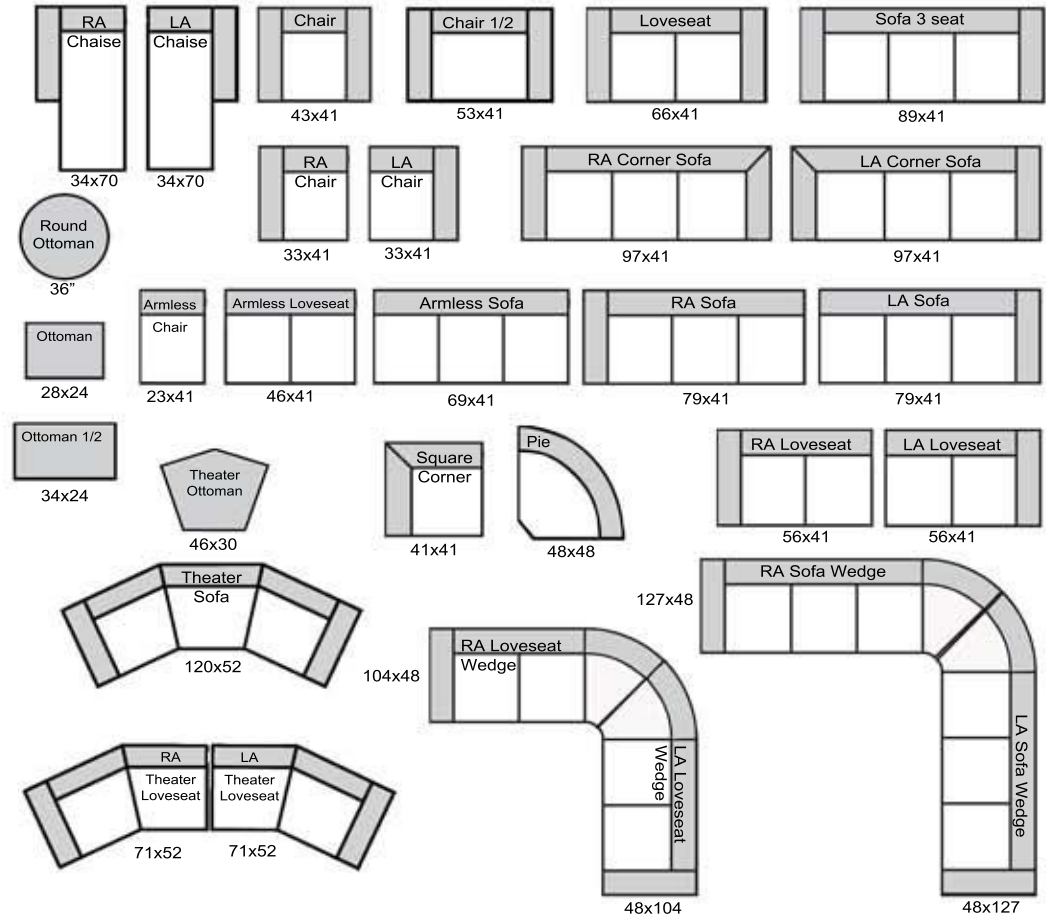 RA
Chaise
34x70
LA
Chaise
34x70
Chair
43x41
Chair 1/2
53x41
Loveseat
66x41
Sofa 3 seat
89x41
RA
Chair
33x41
LA
Chair
33x41
RA Corner Sofa
97x41
LA Corner Sofa
97x41
Round
Ottoman
36”
Armless
Chair
23x41
Armless Loveseat
46x41
Armless Sofa
69x41
RA Sofa
79x41
LA Sofa
79x41
Ottoman
28x24
Ottoman 1/2
34x24
Theater
Ottoman
46x30
Square
Corner
41x41
Pie
48x48
RA Loveseat
56x41
LA Loveseat
56x41
Theater
Sofa
120x52
RA Loveseat
Wedge
104x48
LA Loveseat
Wedge
48x104
RA Sofa Wedge
127x48
LA Sofa Wedge
48x127
RA
Theater
Loveseat
71x52
LA
Theater
Loveseat
71x52